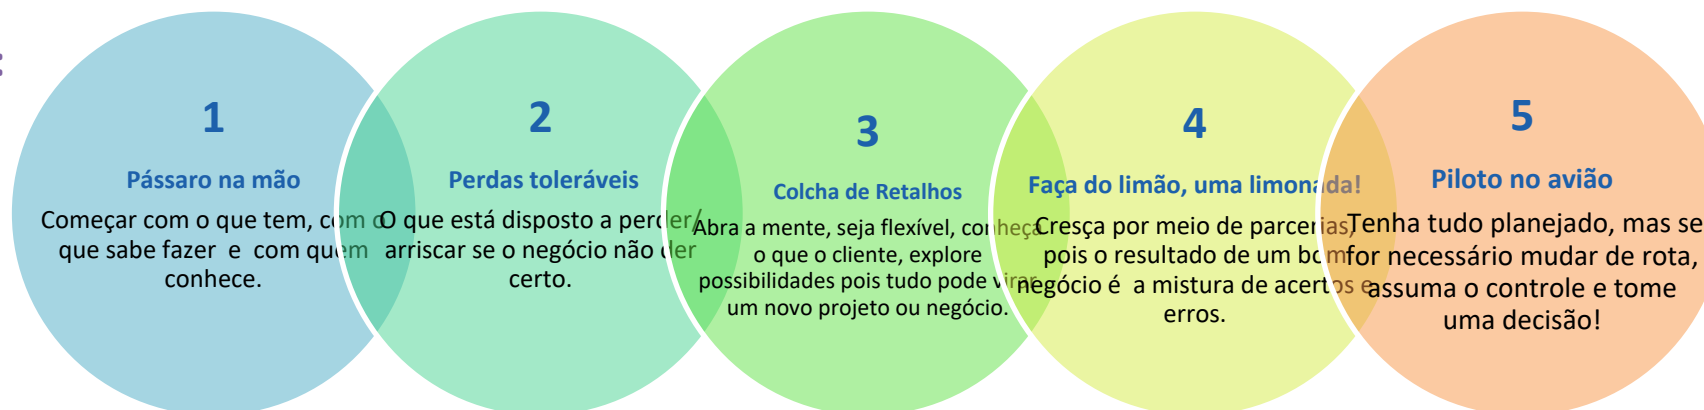 :
1
Pássaro na mão
Começar com o que tem, com o
que sabe fazer e com quem
conhece.
2
Perdas toleráveis
O que está disposto a perder/
arriscar se o negócio não der
certo.
3
Colcha de Retalhos
Abra a mente, seja flexível, conheça
o que o cliente, explore
possibilidades pois tudo pode virar
um novo projeto ou negócio.
4
Faça do limão, uma limonada!
Cresça por meio de parcerias,
pois o resultado de um bom
negócio é a mistura de acertos e
erros.
5
Piloto no avião
Tenha tudo planejado, mas se
for necessário mudar de rota,
assuma o controle e tome
uma decisão!